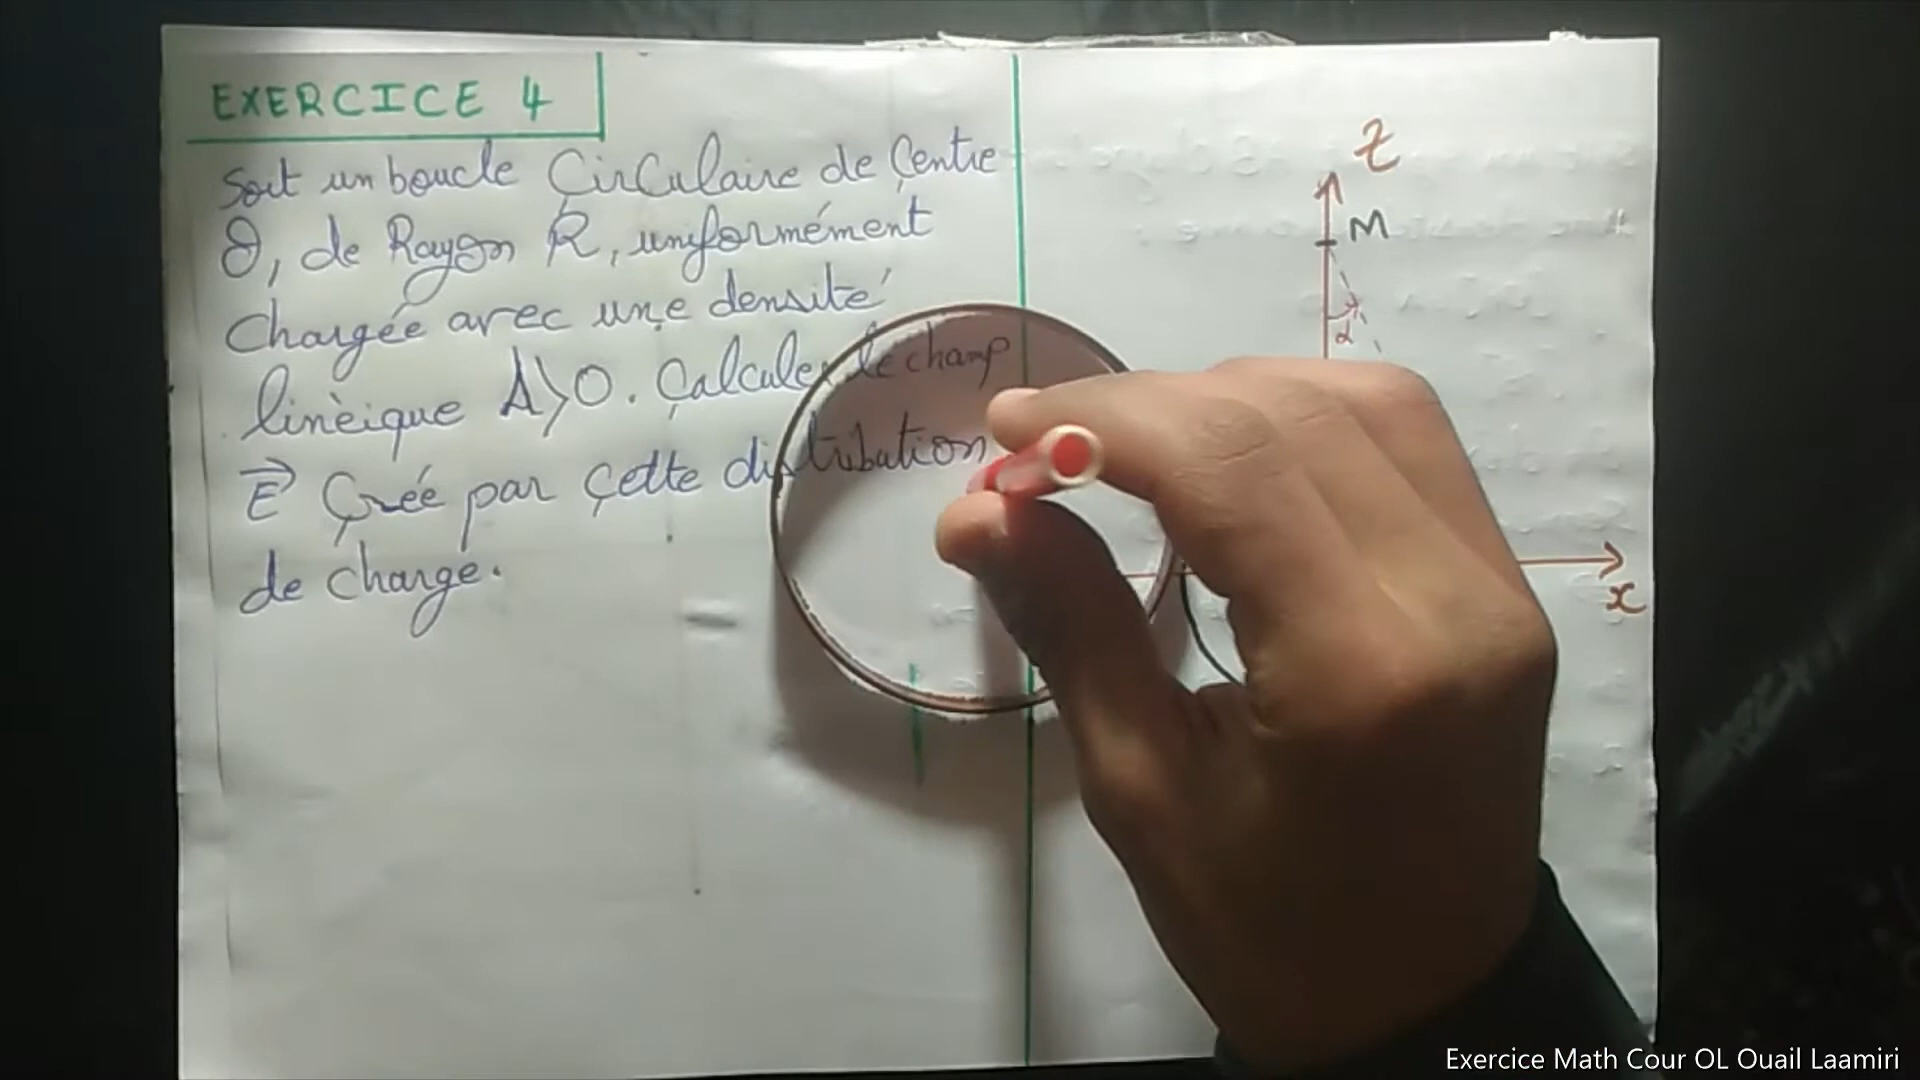 EXERCICE 4
Soit un boucle Circulaire de Centre
O, de Rayon R, uniformément
Chargée avec une densité
linèique λ>0. Calculer le champ
E Créé par cette distribution
de charge.
z
M
α
x
Exercice Math Cour OL Ouail Laamiri